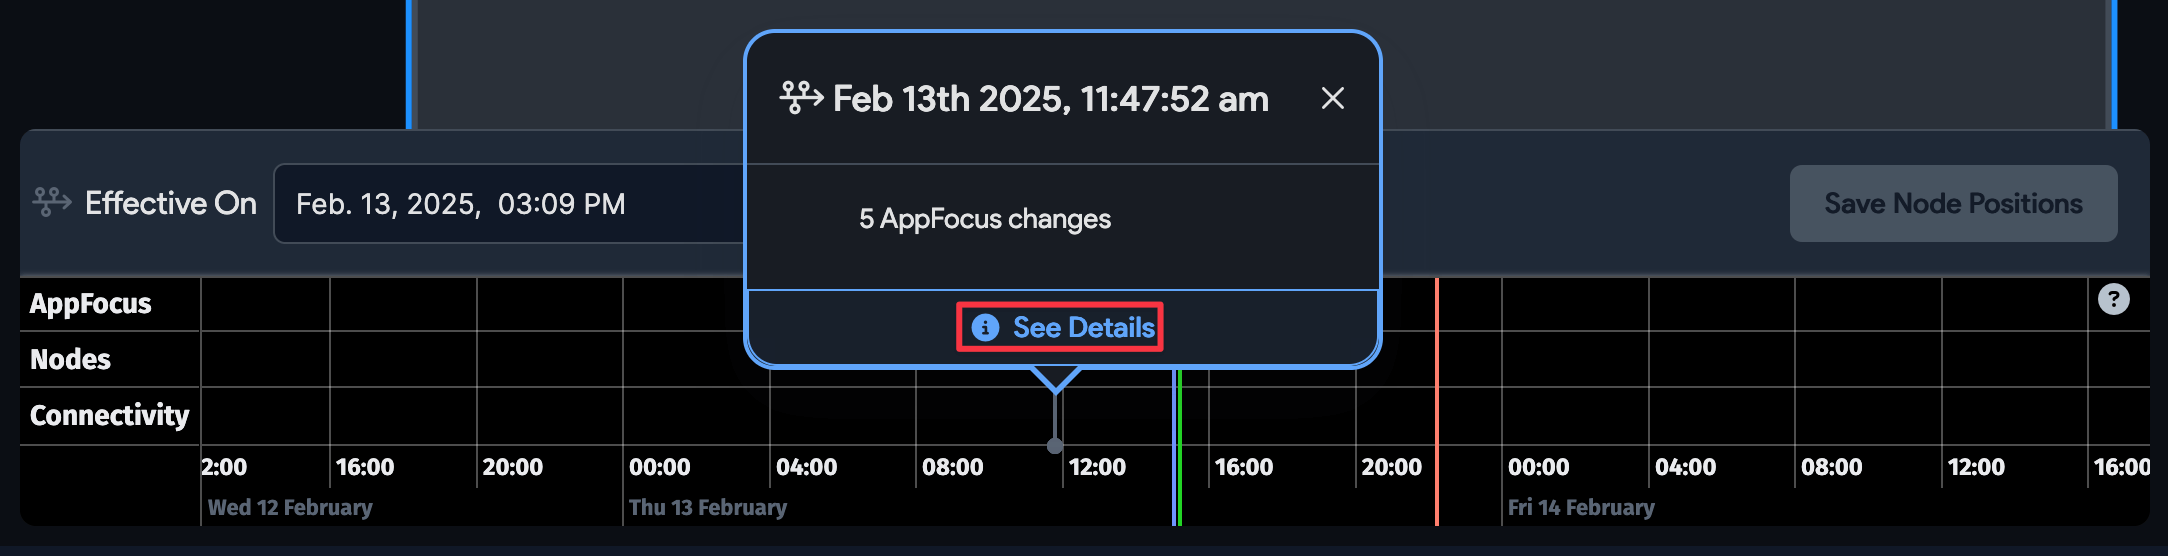 Feb 13th 2025, 11:47:52 am
Effective On
Feb. 13, 2025, 03:09 PM
5 AppFocus changes
Save Node Positions
See Details
AppFocus
?
Nodes
Connectivity
2:00 16:00 20:00 00:00 04:00 08:00 12:00 16:00 20:00 00:00 04:00 08:00 12:00 16:00
Wed 12 February Thu 13 February Fri 14 February